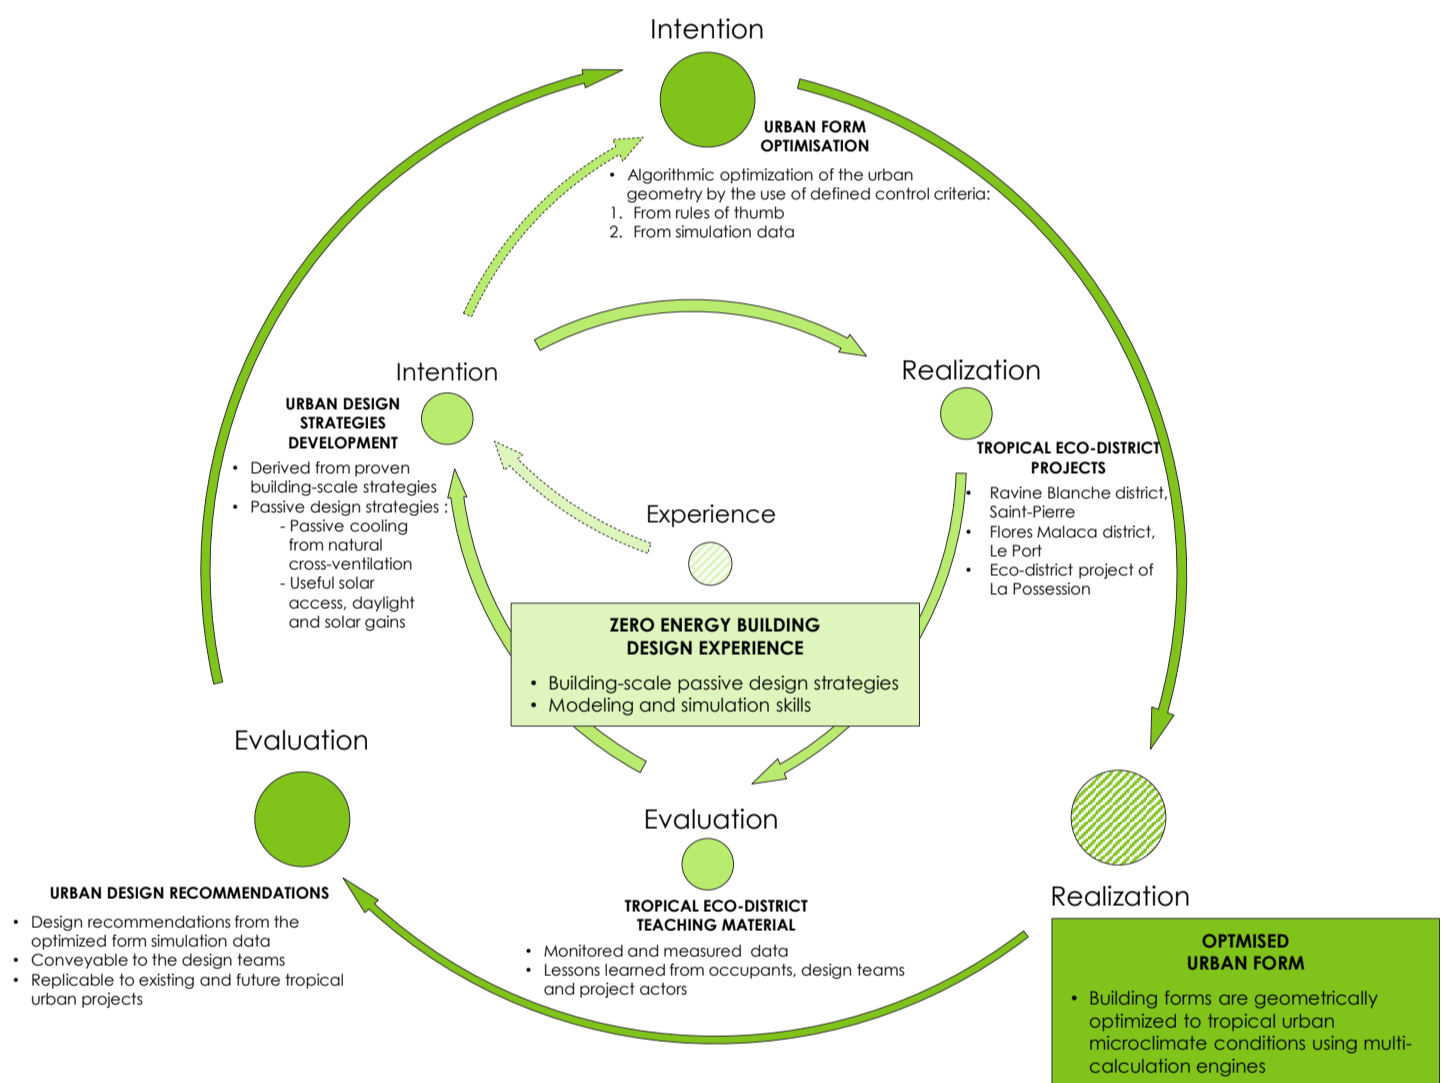 Intention
URBAN FORM
OPTIMISATION
• Algorithmic optimization of the urban
geometry by the use of defined control criteria:
1. From rules of thumb
2. From simulation data
Intention
URBAN DESIGN
STRATEGIES
DEVELOPMENT
• Derived from proven
building-scale strategies
• Passive design strategies :
- Passive cooling
from natural
cross-ventilation
- Useful solar
access, daylight
and solar gains
Realization
TROPICAL ECO-DISTRICT
PROJECTS
• Ravine Blanche district,
Saint-Pierre
• Flores Malaca district,
Le Port
• Eco-district project of
La Possession
Experience
ZERO ENERGY BUILDING
DESIGN EXPERIENCE
• Building-scale passive design strategies
• Modeling and simulation skills
Evaluation
URBAN DESIGN RECOMMENDATIONS
• Design recommendations from the
optimized form simulation data
• Conveyable to the design teams
• Replicable to existing and future tropical
urban projects
Evaluation
TROPICAL ECO-DISTRICT
TEACHING MATERIAL
• Monitored and measured data
• Lessons learned from occupants, design teams
and project actors
Realization
OPTMISED
URBAN FORM
• Building forms are geometrically
optimized to tropical urban
microclimate conditions using multi-
calculation engines